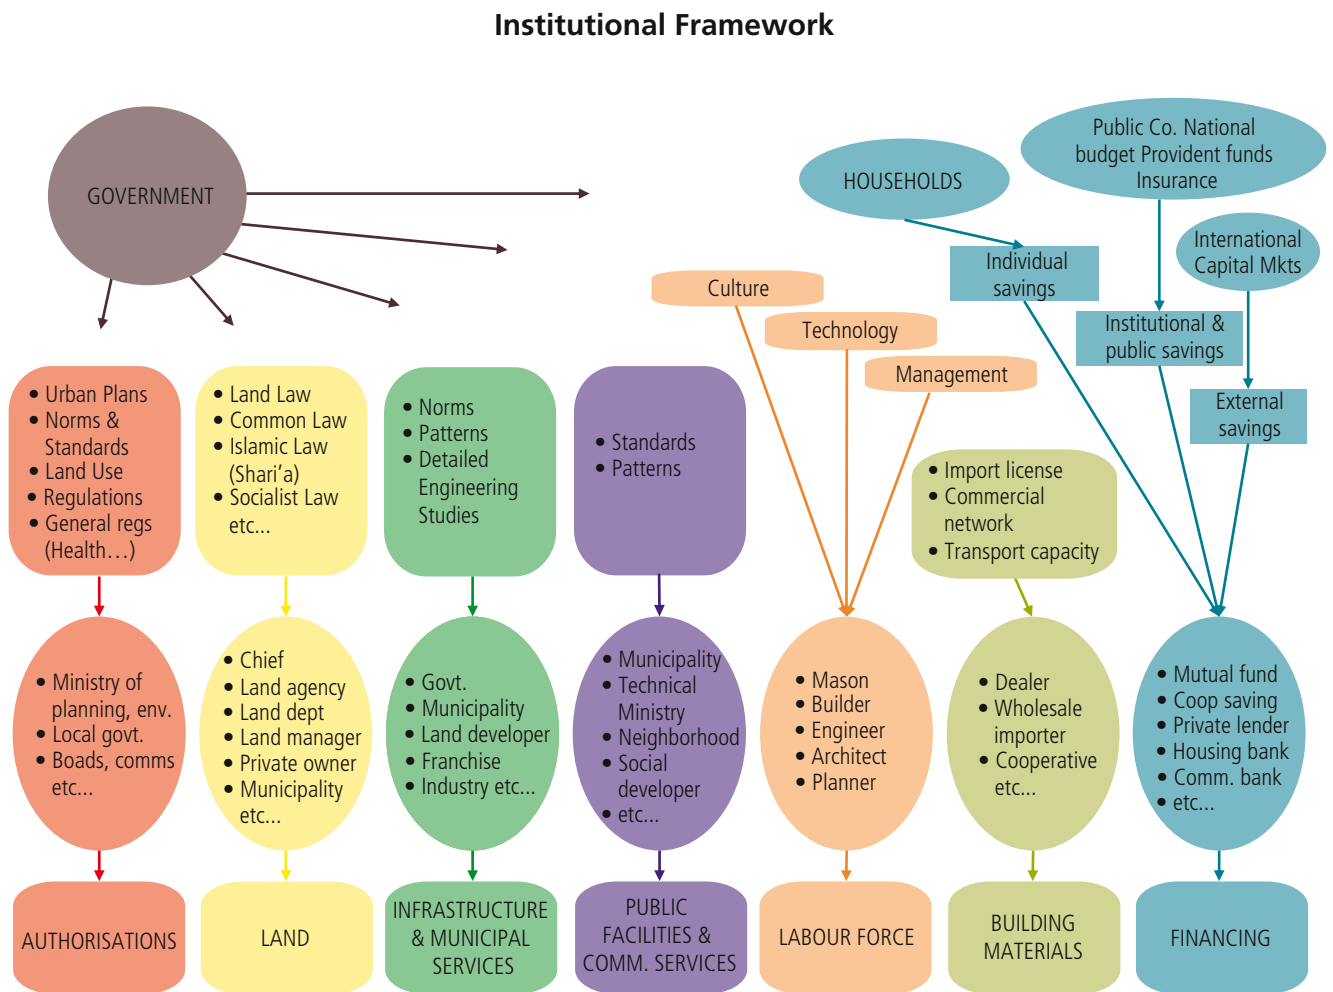 Institutional Framework
GOVERNMENT
HOUSEHOLDS
Public Co. National
budget Provident funds
Insurance
International
Capital Mkts
Individual
savings
Institutional &
public savings
External
savings
Culture
Technology
Management
• Urban Plans
• Norms &
Standards
• Land Use
• Regulations
• General regs
(Health…)
• Land Law
• Common Law
• Islamic Law
(Shari’a)
• Socialist Law
etc...
• Norms
• Patterns
• Detailed
Engineering
Studies
• Standards
• Patterns
• Import license
• Commercial
network
• Transport capacity
• Ministry of
planning, env.
• Local govt.
• Boads, comms
etc...
• Chief
• Land agency
• Land dept
• Land manager
• Private owner
• Municipality
etc...
• Govt.
• Municipality
• Land developer
• Franchise
• Industry etc...
• Municipality
• Technical
Ministry
• Neighborhood
• Social
developer
• etc...
• Mason
• Builder
• Engineer
• Architect
• Planner
• Dealer
• Wholesale
importer
• Cooperative
etc...
• Mutual fund
• Coop saving
• Private lender
• Housing bank
• Comm. bank
• etc...
AUTHORISATIONS
LAND
INFRASTRUCTURE
& MUNICIPAL
SERVICES
PUBLIC
FACILITIES &
COMM. SERVICES
LABOUR FORCE
BUILDING
MATERIALS
FINANCING